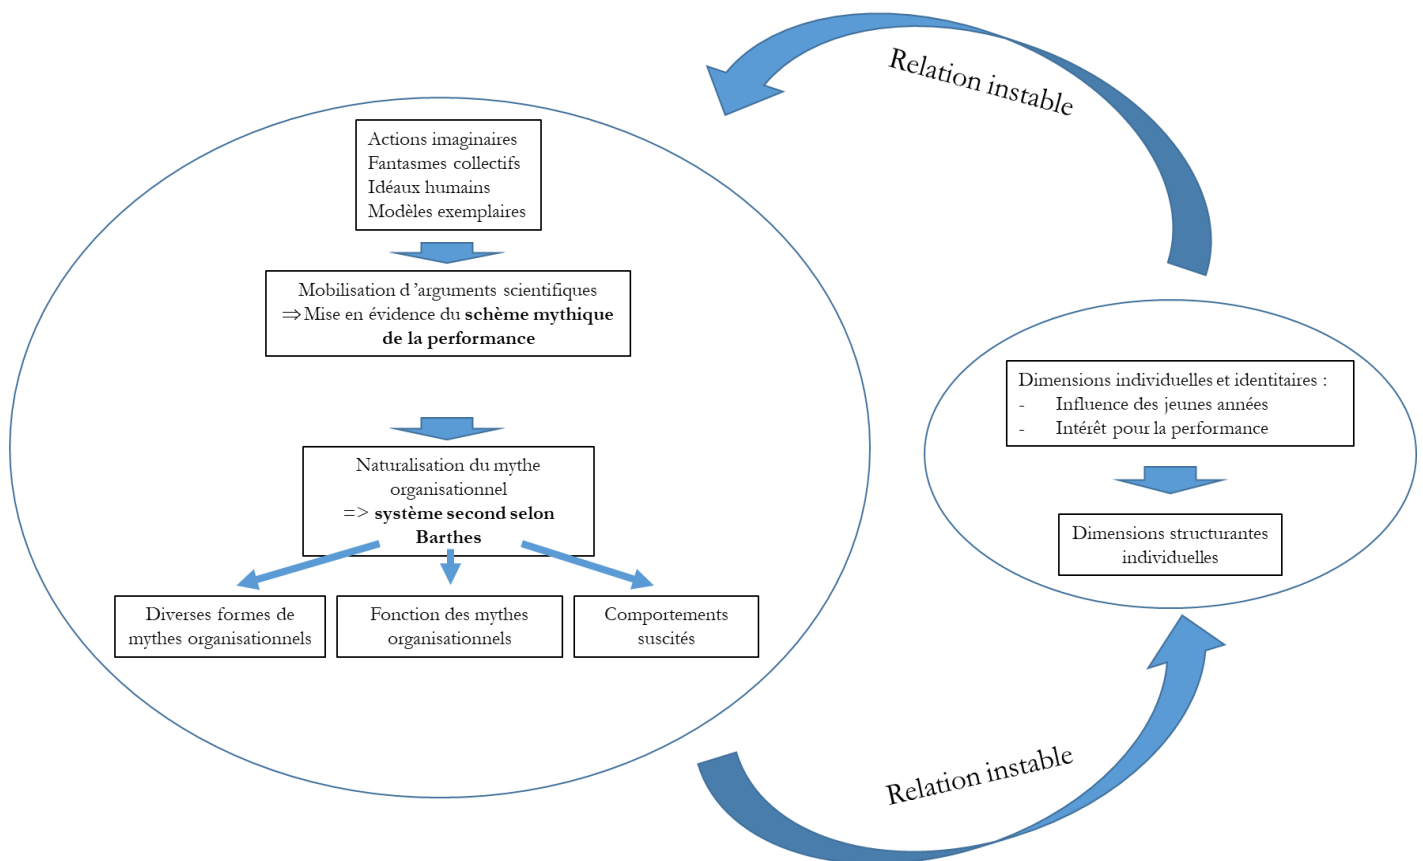 Relation instable
Actions imaginaires
Fantasmes collectifs
Idéaux humains
Modèles exemplaires
Mobilisation d’arguments scientifiques
⇒Mise en évidence du schème mythique
de la performance
Naturalisation du mythe
organisationnel
=> système second selon
Barthes
Diverses formes de
mythes organisationnels
Fonction des mythes
organisationnels
Comportements
suscités
Dimensions individuelles et identitaires :
- Influence des jeunes années
- Intérêt pour la performance
Dimensions structurantes
individuelles
Relation instable